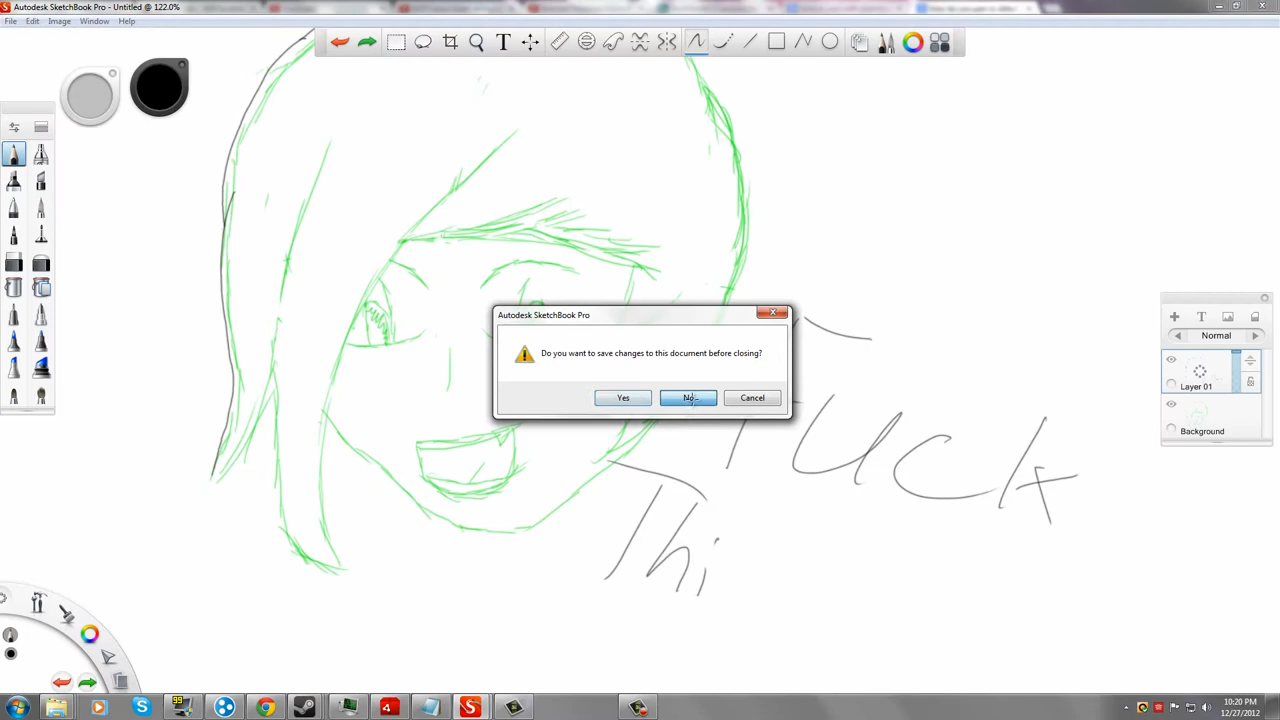 Autodesk SketchBook Pro - Untitled @ 122.0%
File Edit Image Window Help
T
Normal
Layer 01
Background
Autodesk SketchBook Pro
Do you want to save changes to this document before closing?
Yes No Cancel
Thi
99
10:20 PM
12/27/2012